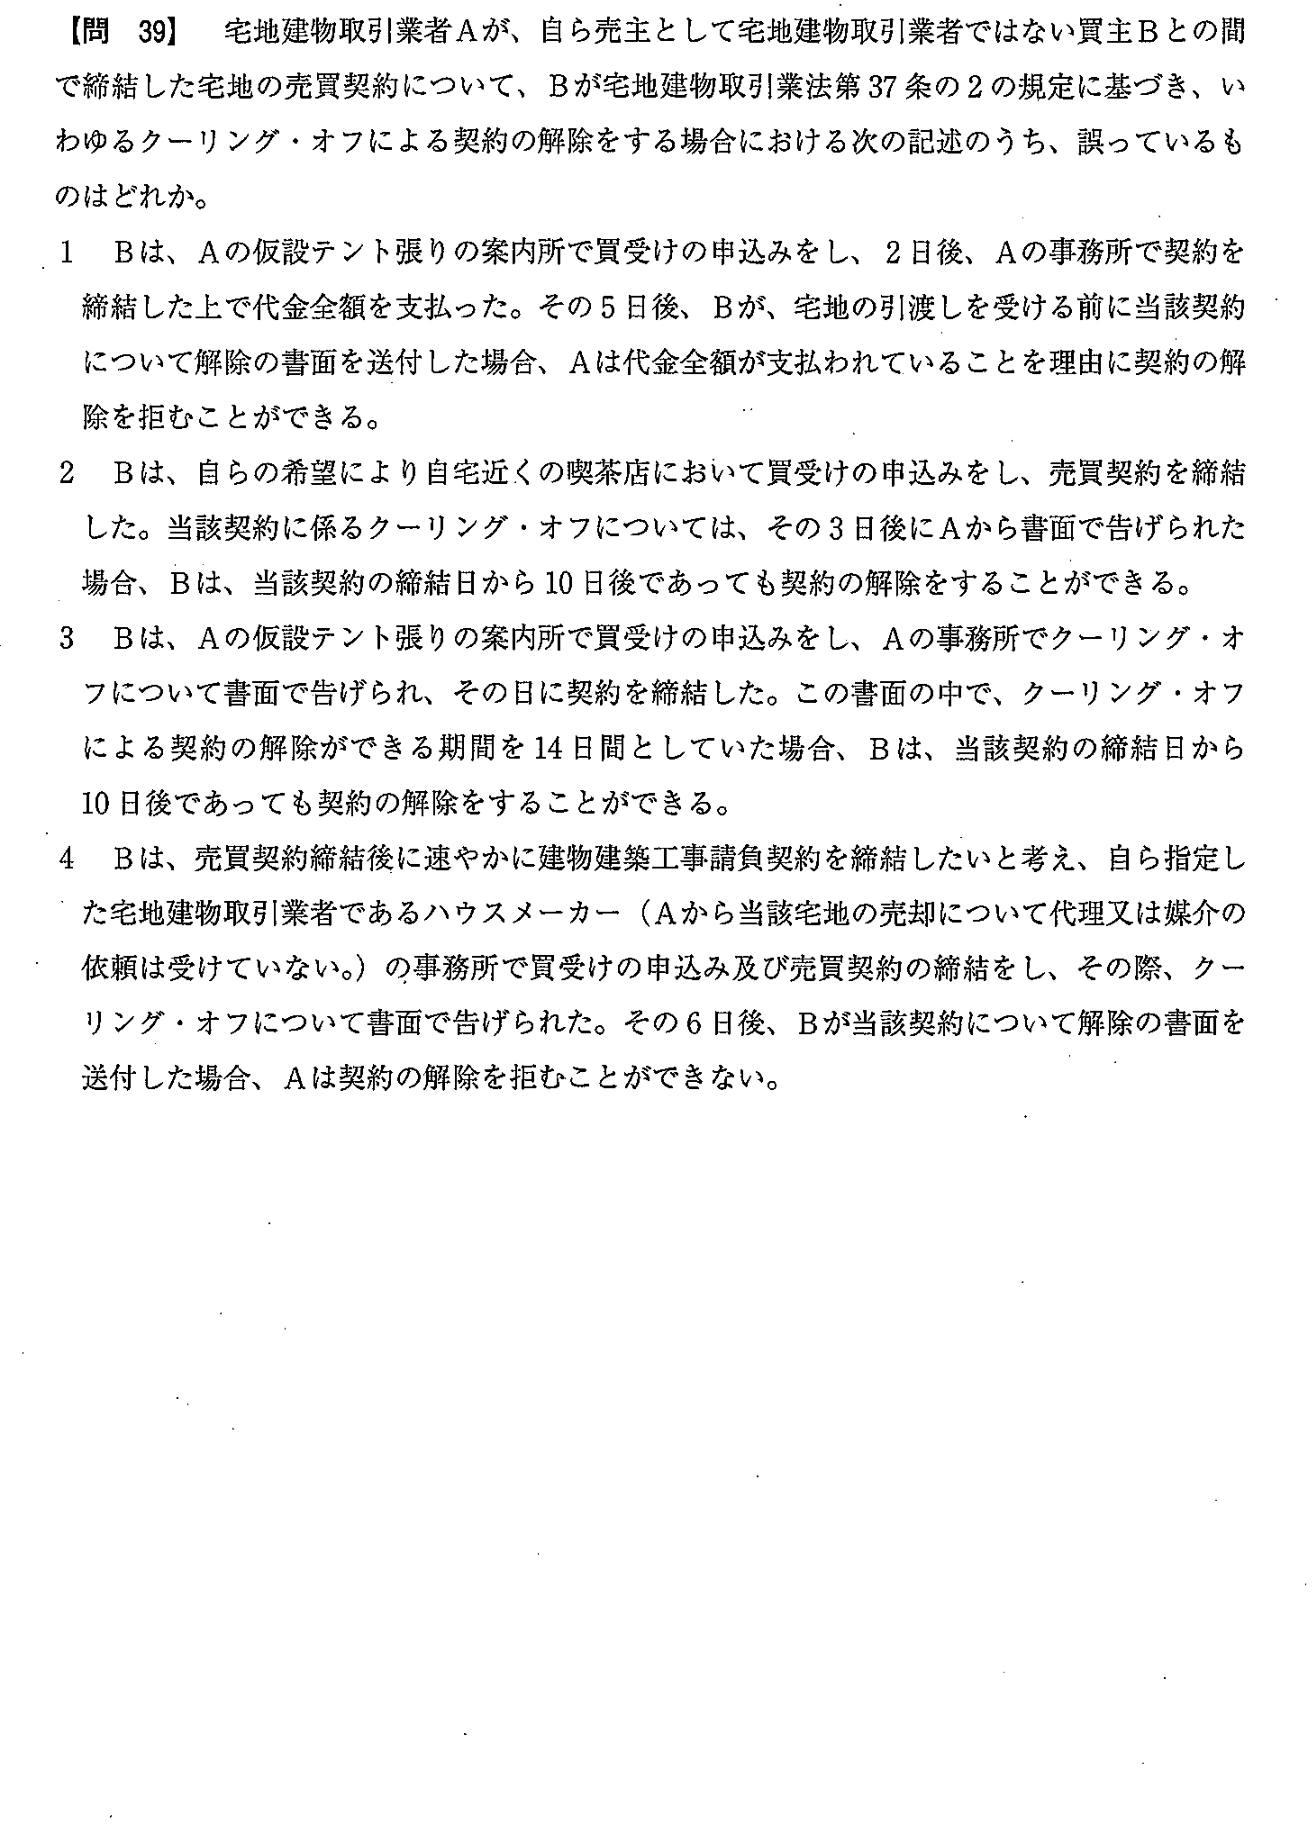 【問　39】　宅地建物取引業者Ａが、自ら売主として宅地建物取引業者ではない買主Ｂとの間
で締結した宅地の売買契約について、Ｂが宅地建物取引業法第37条の2の規定に基づき、い
わゆるクーリング・オフによる契約の解除をする場合における次の記述のうち、誤っているも
のはどれか。
1　Ｂは、Ａの仮設テント張りの案内所で買受けの申込みをし、2日後、Ａの事務所で契約を
締結した上で代金全額を支払った。その5日後、Ｂが、宅地の引渡しを受ける前に当該契約
について解除の書面を送付した場合、Ａは代金全額が支払われていることを理由に契約の解
除を拒むことができる。
2　Ｂは、自らの希望により自宅近くの喫茶店において買受けの申込みをし、売買契約を締結
した。当該契約に係るクーリング・オフについては、その3日後にＡから書面で告げられた
場合、Ｂは、当該契約の締結日から10日後であっても契約の解除をすることができる。
3　Ｂは、Ａの仮設テント張りの案内所で買受けの申込みをし、Ａの事務所でクーリング・オ
フについて書面で告げられ、その日に契約を締結した。この書面の中で、クーリング・オフ
による契約の解除ができる期間を14日間としていた場合、Ｂは、当該契約の締結日から
10日後であっても契約の解除をすることができる。
4　Ｂは、売買契約締結後に速やかに建物建築工事請負契約を締結したいと考え、自ら指定し
た宅地建物取引業者であるハウスメーカー（Ａから当該宅地の売却について代理又は媒介の
依頼は受けていない。）の事務所で買受けの申込み及び売買契約の締結をし、その際、クー
リング・オフについて書面で告げられた。その6日後、Ｂが当該契約について解除の書面を
送付した場合、Ａは契約の解除を拒むことができない。